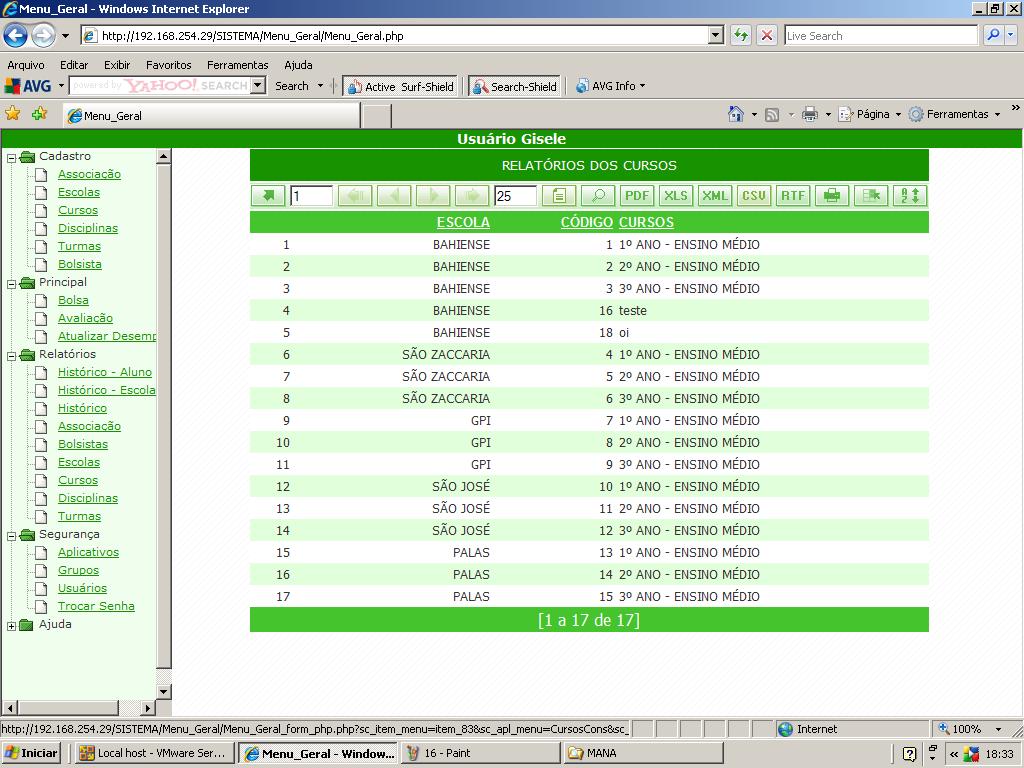 Menu_Geral - Windows Internet Explorer
http://192.168.254.29/SISTEMA/Menu_Geral/Menu_Geral.php Live Search
Arquivo Editar Exibir Favoritos Ferramentas Ajuda
AVG powered by YAHOO! SEARCH Search Active Surf-Shield Search-Shield AVG Info
Menu_Geral Página Ferramentas »
Usuário Gisele
Cadastro
Associação
Escolas
Cursos
Disciplinas
Turmas
Bolsista
Principal
Bolsa
Avaliação
Atualizar Desemp
Relatórios
Histórico - Aluno
Histórico - Escola
Histórico
Associação
Bolsistas
Escolas
Cursos
Disciplinas
Turmas
Segurança
Aplicativos
Grupos
Usuários
Trocar Senha
Ajuda
RELATÓRIOS DOS CURSOS
1 25 PDF XLS XML CSV RTF
ESCOLA CÓDIGO CURSOS
1 BAHIENSE 1 1º ANO - ENSINO MÉDIO
2 BAHIENSE 2 2º ANO - ENSINO MÉDIO
3 BAHIENSE 3 3º ANO - ENSINO MÉDIO
4 BAHIENSE 16 teste
5 BAHIENSE 18 oi
6 SÃO ZACCARIA 4 1º ANO - ENSINO MÉDIO
7 SÃO ZACCARIA 5 2º ANO - ENSINO MÉDIO
8 SÃO ZACCARIA 6 3º ANO - ENSINO MÉDIO
9 GPI 7 1º ANO - ENSINO MÉDIO
10 GPI 8 2º ANO - ENSINO MÉDIO
11 GPI 9 3º ANO - ENSINO MÉDIO
12 SÃO JOSÉ 10 1º ANO - ENSINO MÉDIO
13 SÃO JOSÉ 11 2º ANO - ENSINO MÉDIO
14 SÃO JOSÉ 12 3º ANO - ENSINO MÉDIO
15 PALAS 13 1º ANO - ENSINO MÉDIO
16 PALAS 14 2º ANO - ENSINO MÉDIO
17 PALAS 15 3º ANO - ENSINO MÉDIO
[1 a 17 de 17]
http://192.168.254.29/SISTEMA/Menu_Geral/Menu_Geral_form_php.php?sc_item_menu=item_83&sc_apl_menu=CursosCons&sc_ Internet 100%
Iniciar Local host - VMware Ser... Menu_Geral - Window... 16 - Paint MANA « 18:33